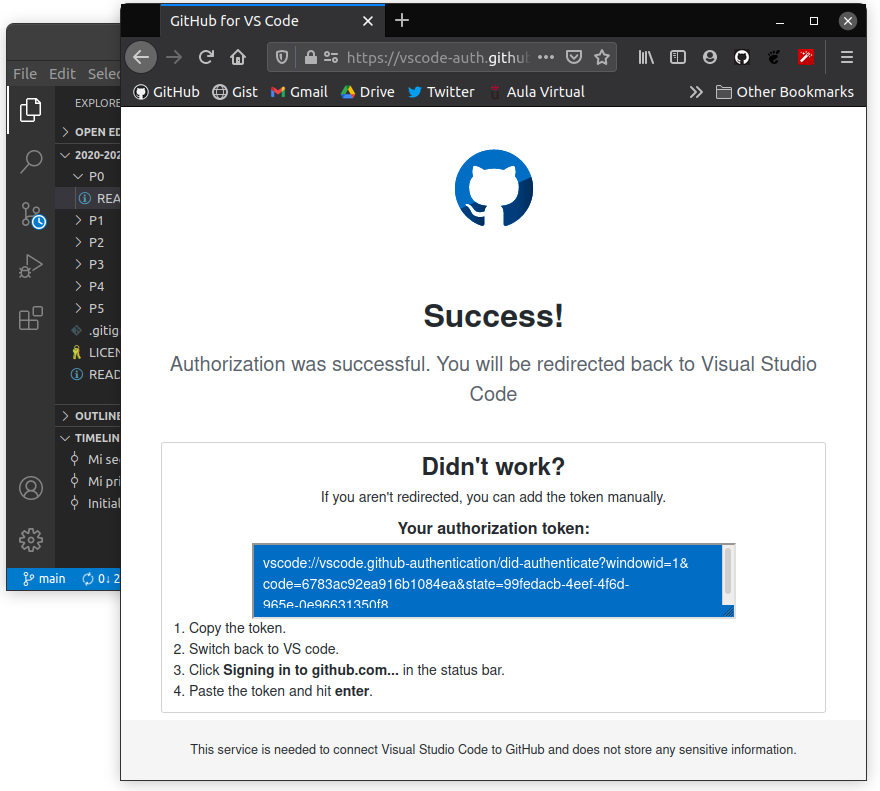 GitHub for VS Code
https://vscode-auth.github
GitHub
Gist
Gmail
Drive
Twitter
Aula Virtual
Other Bookmarks
File Edit Selec
EXPLORE
OPEN ED
2020-202
P0
REA
P1
P2
P3
P4
P5
.gitig
LICEN
READ
OUTLINE
TIMELIN
Mi se
Mi pri
Initial
main
0↓ 2
Success!
Authorization was successful. You will be redirected back to Visual Studio
Code
Didn't work?
If you aren't redirected, you can add the token manually.
Your authorization token:
vscode://vscode.github-authentication/did-authenticate?windowid=1&
code=6783ac92ea916b1084ea&state=99fedacb-4eef-4f6d-
965e-0e96631350f8
1. Copy the token.
2. Switch back to VS code.
3. Click Signing in to github.com... in the status bar.
4. Paste the token and hit enter.
This service is needed to connect Visual Studio Code to GitHub and does not store any sensitive information.